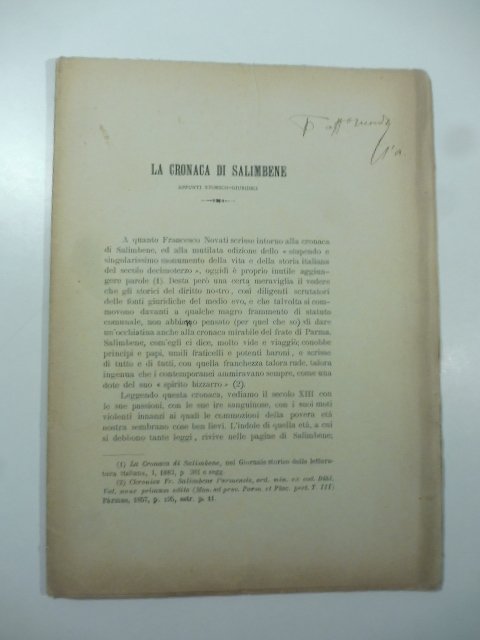 LA CRONACA DI SALIMBENE
APPUNTI STORICO-GIURIDICI
A quanto Francesco Novati scrisse intorno alla cronaca
di Salimbene, ed alla mutilata edizione dello « stupendo e
singolarissimo monumento della vita e della storia italiana
del secolo decimoterzo », oggidì è proprio inutile aggiun-
gere parole (1). Desta però una certa meraviglia il vedere
che gli storici del diritto no-tro, così diligenti scrutatori
delle fonti giuridiche del medio evo, e che talvolta si com-
movono davanti a qualche magro frammento di statuto
comunale, non abbiano pensato (per quel che so) di dare
un'occhiatina anche alla cronaca mirabile del frate di Parma.
Salimbene, com'egli ci dice, molto vide e viaggiò; conobbe
principi e papi, umili fraticelli e potenti baroni, e scrisse
di tutto e di tutti, con quella franchezza talora rude, talora
ingenua che i contemporanei ammiravano sempre, come una
dote del suo « spirito bizzarro » (2).
Leggendo questa cronaca, vediamo il secolo XIII con
le sue passioni, con le sue ire sanguinose, con i suoi moti
violenti innanzi ai quali le commozioni della povera età
nostra sembrano cose ben lievi. L'indole di quella età, a cui
si debbono tante leggi, rivive nelle pagine di Salimbene;
(1) La Cronaca di Salimbene, nel Giornale storico della lettera-
tura italiana, I, 1883, p. 381 e segg.
(2) Chronica Fr. Salimbene Parmensis, ord. min. ex cod. Bibl.
Vat. nunc primum edita (Mon. ad prov. Parm. et Plac. pert. T. III)
Parmae, 1857, p. 195, estr. p. 11